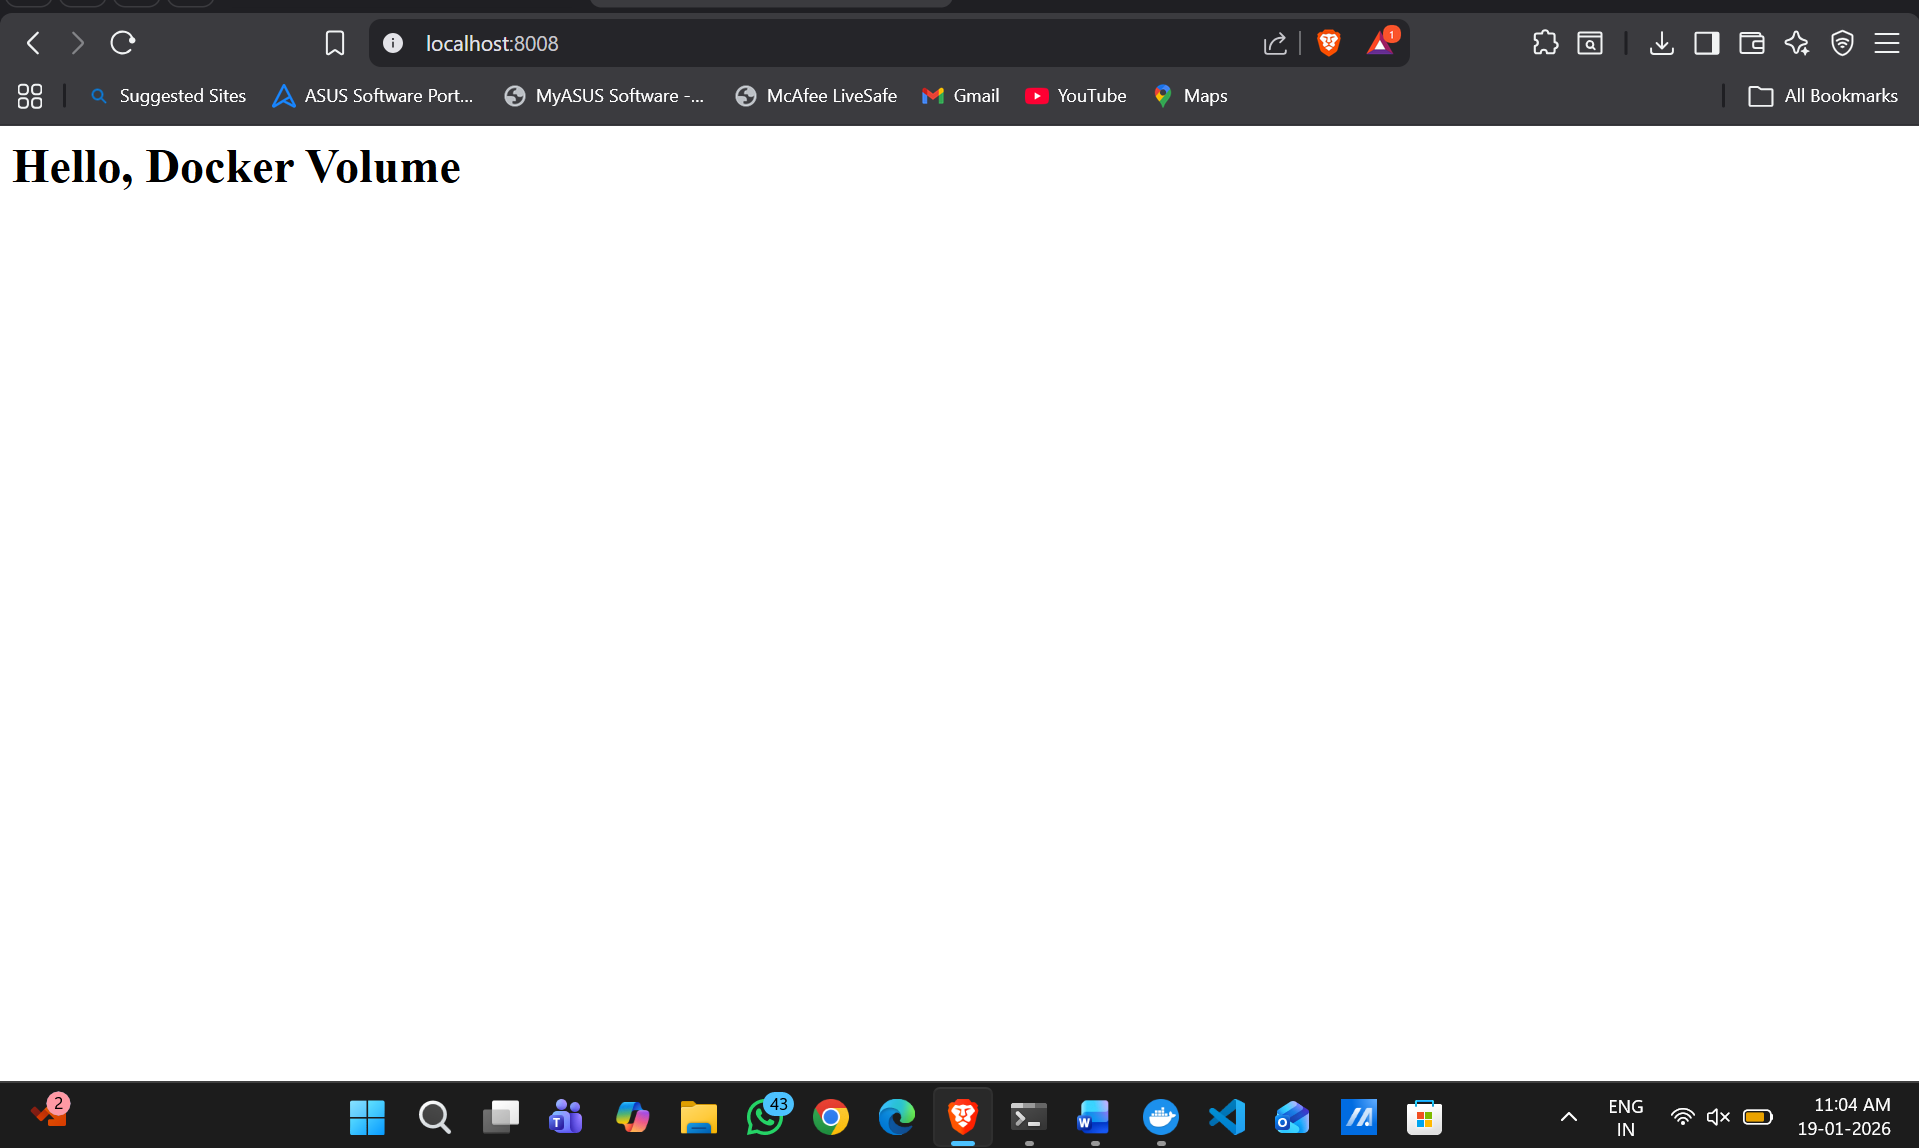 localhost:8008
1
Suggested Sites
ASUS Software Port...
MyASUS Software -...
McAfee LiveSafe
Gmail
YouTube
Maps
All Bookmarks
Hello, Docker Volume
2
43
ENG
IN
11:04 AM
19-01-2026